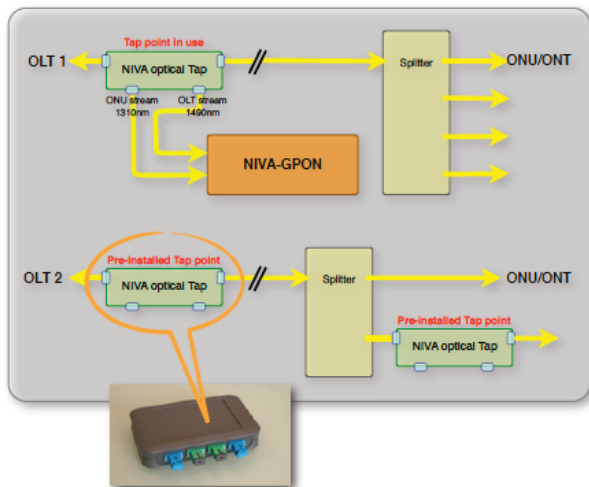 Tap point in use
OLT 1
NIVA optical Tap
Splitter
ONU/ONT
ONU stream
1310nm
OLT stream
1490nm
NIVA-GPON
Pre-installed Tap point
OLT 2
NIVA optical Tap
Splitter
ONU/ONT
Pre-installed Tap point
NIVA optical Tap